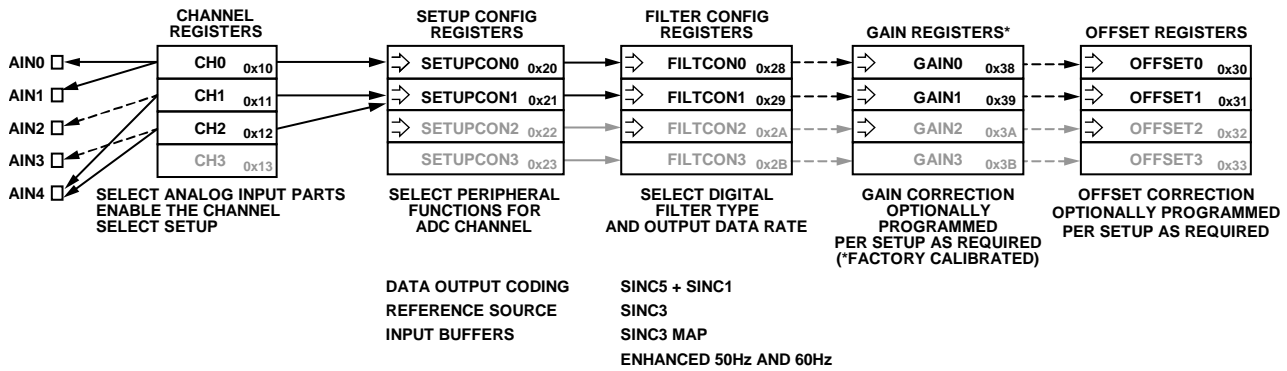 CHANNEL
REGISTERS
SETUP CONFIG
REGISTERS
FILTER CONFIG
REGISTERS
GAIN REGISTERS*
OFFSET REGISTERS
AIN0
AIN1
AIN2
AIN3
AIN4
CH0 0x10
CH1 0x11
CH2 0x12
CH3 0x13
SELECT ANALOG INPUT PARTS
ENABLE THE CHANNEL
SELECT SETUP
SETUPCON0 0x20
SETUPCON1 0x21
SETUPCON2 0x22
SETUPCON3 0x23
SELECT PERIPHERAL
FUNCTIONS FOR
ADC CHANNEL
FILTCON0 0x28
FILTCON1 0x29
FILTCON2 0x2A
FILTCON3 0x2B
SELECT DIGITAL
FILTER TYPE
AND OUTPUT DATA RATE
GAIN0 0x38
GAIN1 0x39
GAIN2 0x3A
GAIN3 0x3B
GAIN CORRECTION
OPTIONALLY
PROGRAMMED
PER SETUP AS REQUIRED
(*FACTORY CALIBRATED)
OFFSET0 0x30
OFFSET1 0x31
OFFSET2 0x32
OFFSET3 0x33
OFFSET CORRECTION
OPTIONALLY PROGRAMMED
PER SETUP AS REQUIRED
DATA OUTPUT CODING
REFERENCE SOURCE
INPUT BUFFERS
SINC5 + SINC1
SINC3
SINC3 MAP
ENHANCED 50Hz AND 60Hz